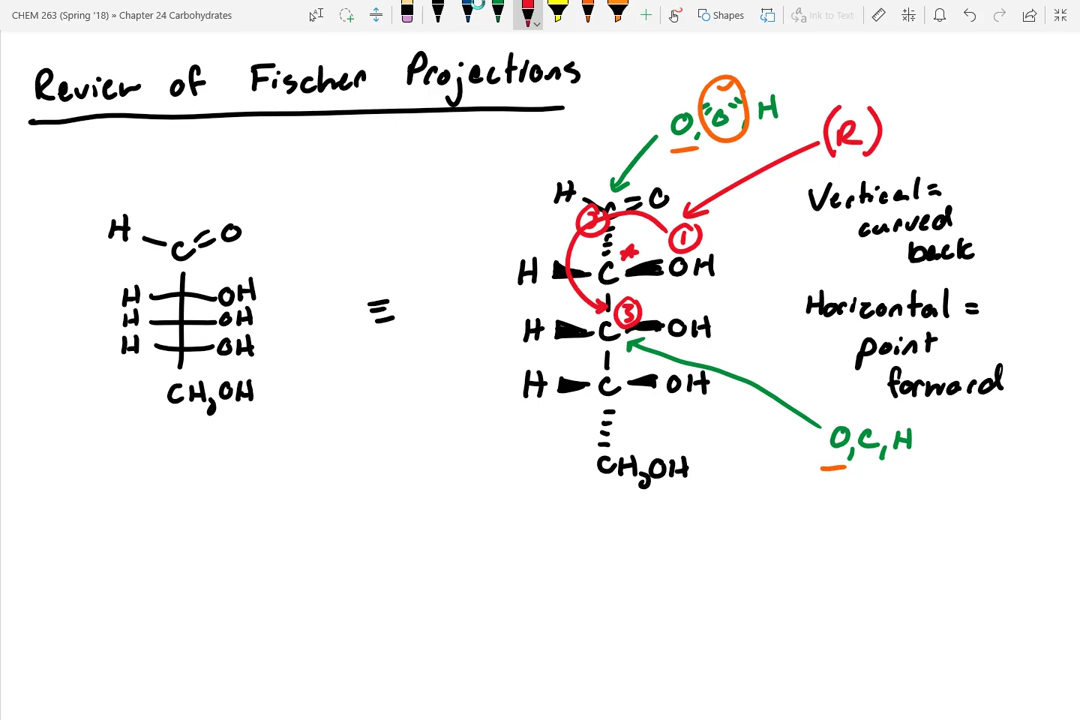 CHEM 263 (Spring '18) » Chapter 24 Carbohydrates
Shapes
Ink to Text
Review of Fischer Projections
O, "O", H
(R)
H C=O
H C=O
2
1
Vertical =
curved
back
H C * OH
H OH
H OH
H OH
≡
3
H C OH
Horizontal =
point
forward
H C OH
CH2OH
O, C, H
CH2OH